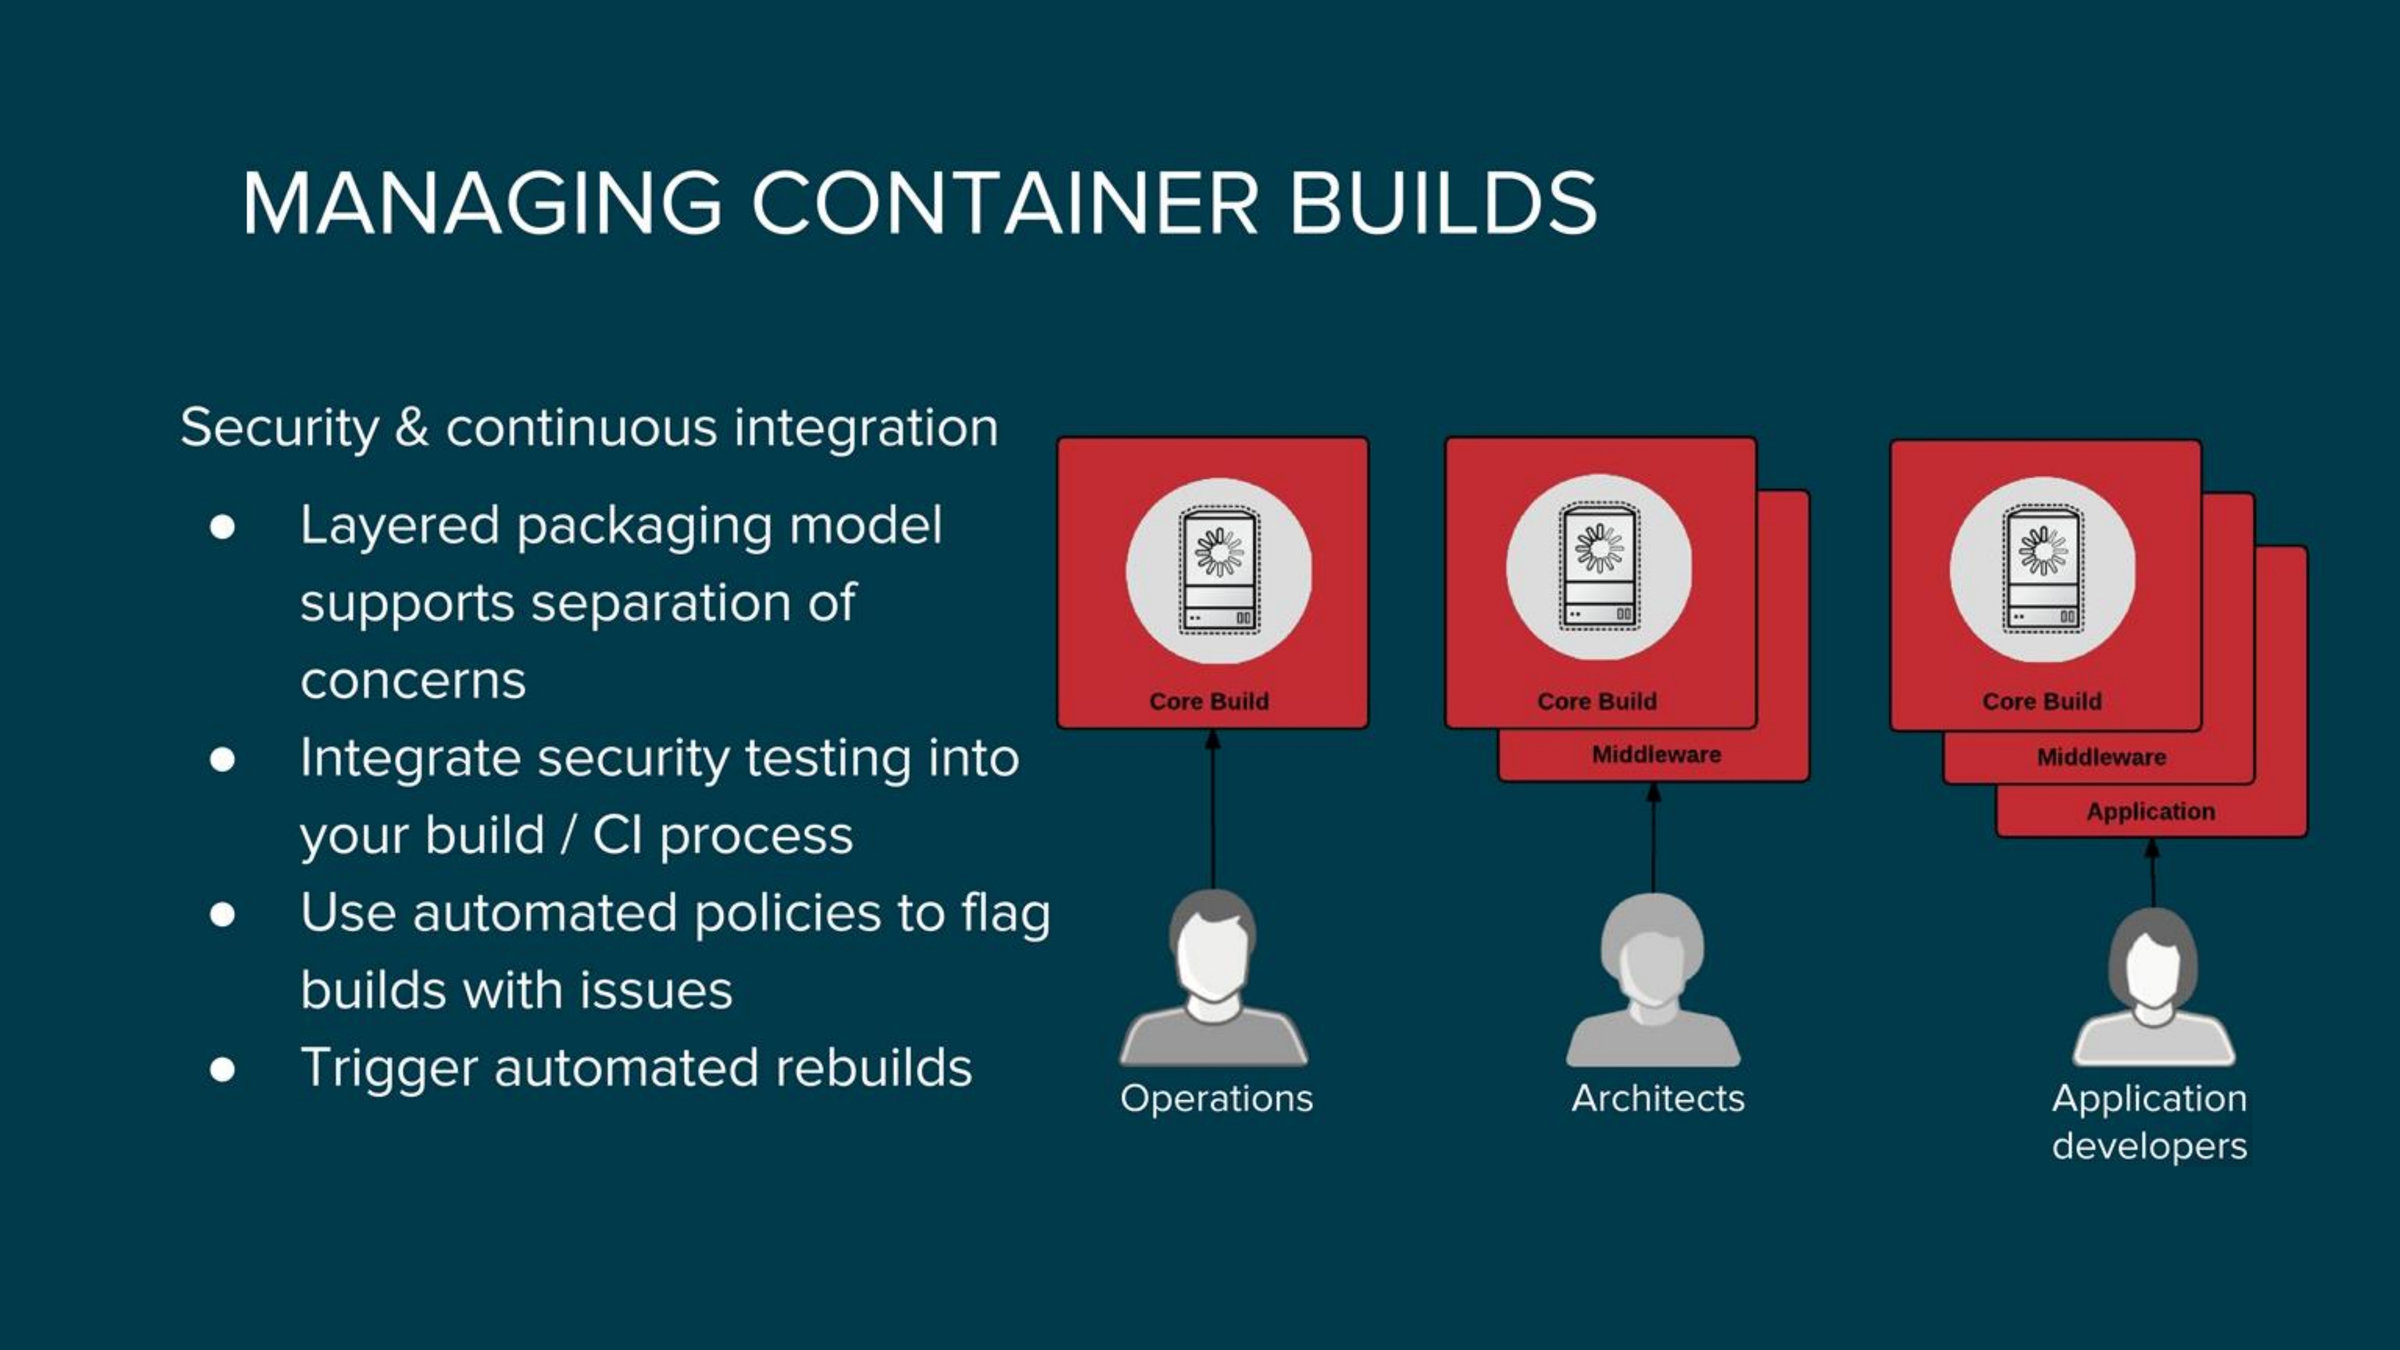 MANAGING CONTAINER BUILDS
Security & continuous integration
● Layered packaging model
supports separation of
concerns
● Integrate security testing into
your build / CI process
● Use automated policies to flag
builds with issues
● Trigger automated rebuilds
Core Build
Operations
Core Build
Middleware
Architects
Core Build
Middleware
Application
Application
developers